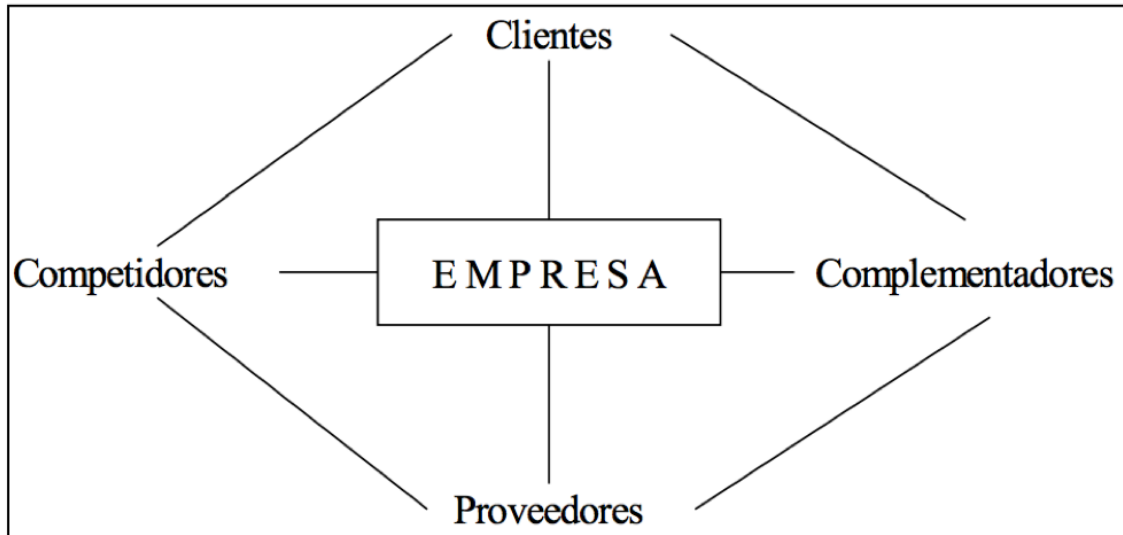 Clientes
Competidores
E M P R E S A
Complementadores
Proveedores